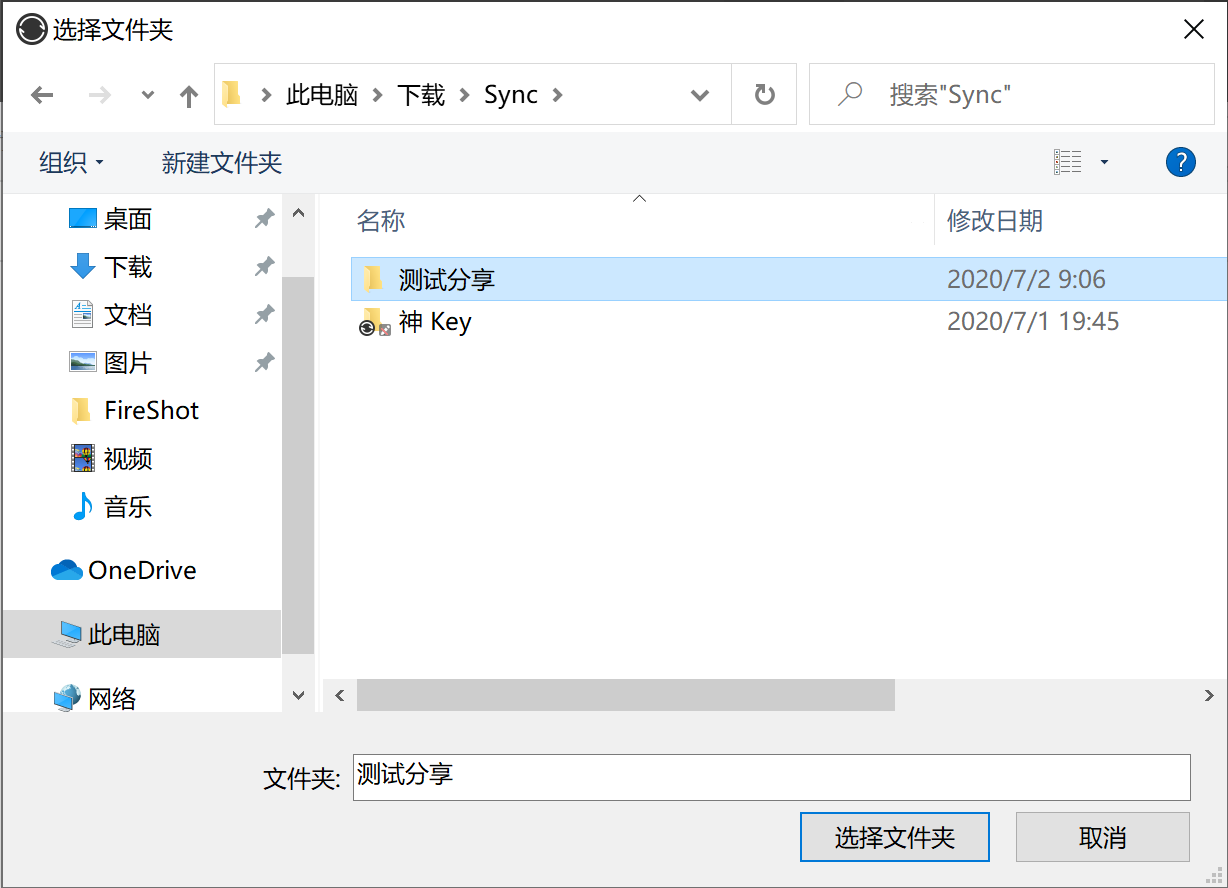 选择文件夹
此电脑 下载 Sync 搜索"Sync"
组织 新建文件夹 ?
桌面
下载
文档
图片
FireShot
视频
音乐
OneDrive
此电脑
网络
名称 修改日期
测试分享 2020/7/2 9:06
神 Key 2020/7/1 19:45
文件夹: 测试分享
选择文件夹 取消